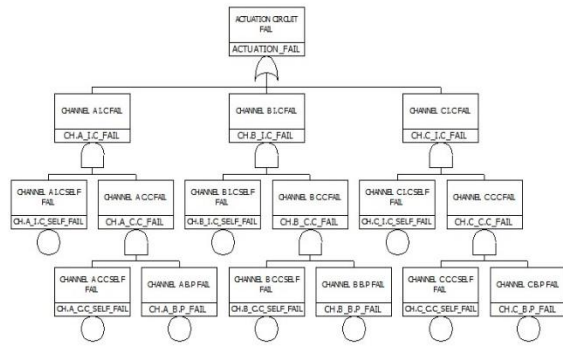 ACTUATION CIRCUIT
FAIL
ACTUATION_FAIL
CHANNEL A I.C FAIL
CHANNEL B I.C FAIL
CHANNEL C I.C FAIL
CH.A_I.C_FAIL
CH.B_I.C_FAIL
CH.C_I.C_FAIL
CHANNEL A I.C SELF
FAIL
CHANNEL A C.C FAIL
CHANNEL B I.C SELF
FAIL
CHANNEL B C.C FAIL
CHANNEL C I.C SELF
FAIL
CHANNEL C C.C FAIL
CH.A_I.C_SELF_FAIL
CH.A_C.C_FAIL
CH.B_I.C_SELF_FAIL
CH.B_C.C_FAIL
CH.C_I.C_SELF_FAIL
CH.C_C.C_FAIL
CHANNEL A C.C SELF
FAIL
CHANNEL A B.P FAIL
CHANNEL B C.C SELF
FAIL
CHANNEL B B.P FAIL
CHANNEL C C.C SELF
FAIL
CHANNEL C B.P FAIL
CH.A_C.C_SELF_FAIL
CH.A_B.P_FAIL
CH.B_C.C_SELF_FAIL
CH.B_B.P_FAIL
CH.C_C.C_SELF_FAIL
CH.C_B.P_FAIL